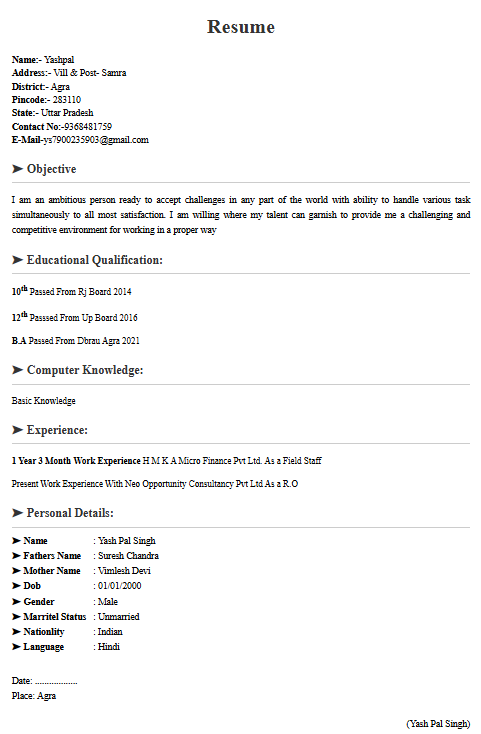 Resume
Name:- Yashpal
Address:- Vill & Post- Samra
District:- Agra
Pincode:- 283110
State:- Uttar Pradesh
Contact No:-9368481759
E-Mail-ys7900235903@gmail.com
➤ Objective
I am an ambitious person ready to accept challenges in any part of the world with ability to handle various task
simultaneously to all most satisfaction. I am willing where my talent can garnish to provide me a challenging and
competitive environment for working in a proper way
➤ Educational Qualification:
10th Passed From Rj Board 2014
12th Passsed From Up Board 2016
B.A Passed From Dbrau Agra 2021
➤ Computer Knowledge:
Basic Knowledge
➤ Experience:
1 Year 3 Month Work Experience H M K A Micro Finance Pvt Ltd. As a Field Staff
Present Work Experience With Neo Opportunity Consultancy Pvt Ltd As a R.O
➤ Personal Details:
➤ Name : Yash Pal Singh
➤ Fathers Name : Suresh Chandra
➤ Mother Name : Vimlesh Devi
➤ Dob : 01/01/2000
➤ Gender : Male
➤ Marritel Status : Unmarried
➤ Nationlity : Indian
➤ Language : Hindi
Date: ..................
Place: Agra
(Yash Pal Singh)